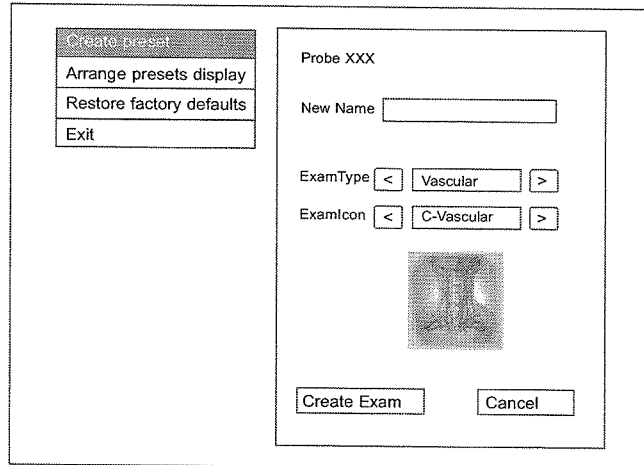 Create preset
Arrange presets display
Restore factory defaults
Exit
Probe XXX
New Name
ExamType < Vascular >
ExamIcon < C-Vascular >
Create Exam Cancel